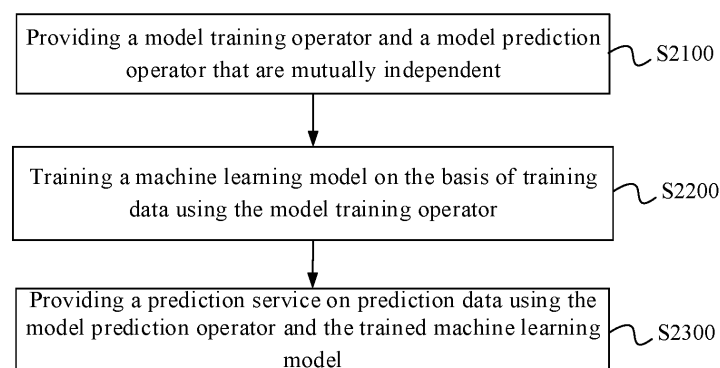 Providing a model training operator and a model prediction
operator that are mutually independent
S2100
Training a machine learning model on the basis of training
data using the model training operator
S2200
Providing a prediction service on prediction data using the
model prediction operator and the trained machine learning
model
S2300